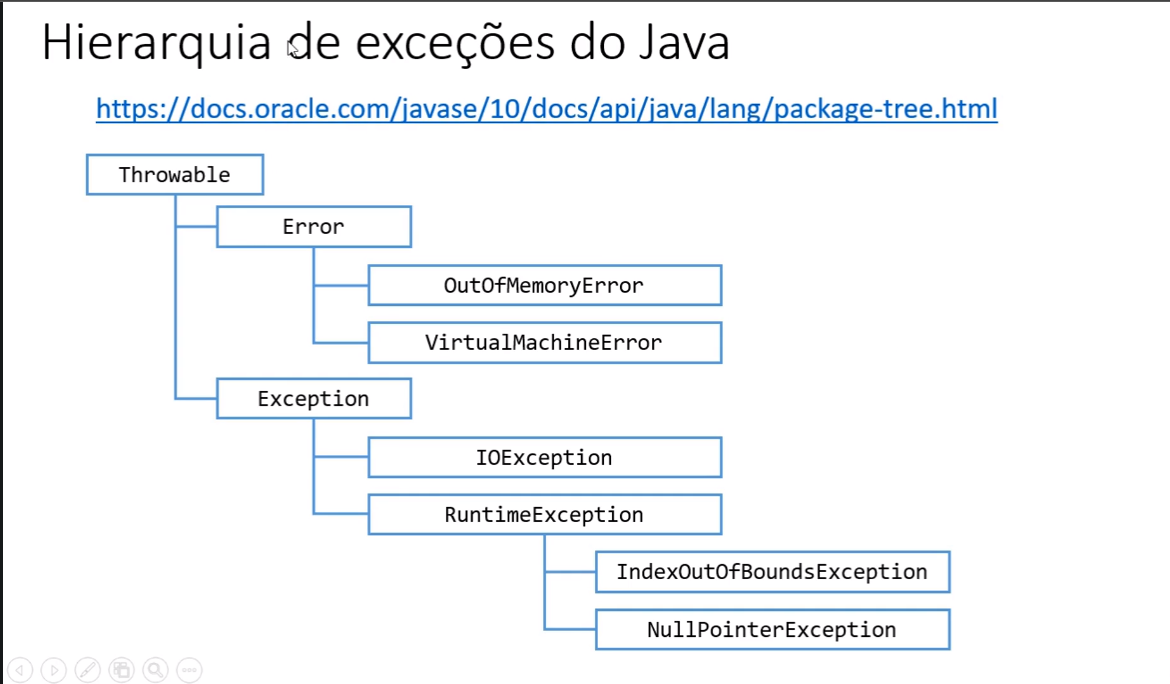 Hierarquia de exceções do Java
https://docs.oracle.com/javase/10/docs/api/java/lang/package-tree.html
Throwable
Error
OutOfMemoryError
VirtualMachineError
Exception
IOException
RuntimeException
IndexOutOfBoundsException
NullPointerException